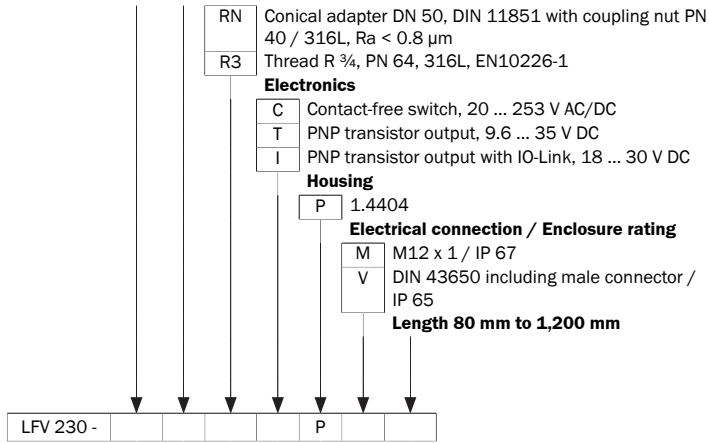 RN Conical adapter DN 50, DIN 11851 with coupling nut PN
40 / 316L, Ra < 0.8 µm
R3 Thread R ¾, PN 64, 316L, EN10226-1
Electronics
C Contact-free switch, 20 ... 253 V AC/DC
T PNP transistor output, 9.6 ... 35 V DC
I PNP transistor output with IO-Link, 18 ... 30 V DC
Housing
P 1.4404
Electrical connection / Enclosure rating
M M12 x 1 / IP 67
V DIN 43650 including male connector /
IP 65
Length 80 mm to 1,200 mm
LFV 230 - P